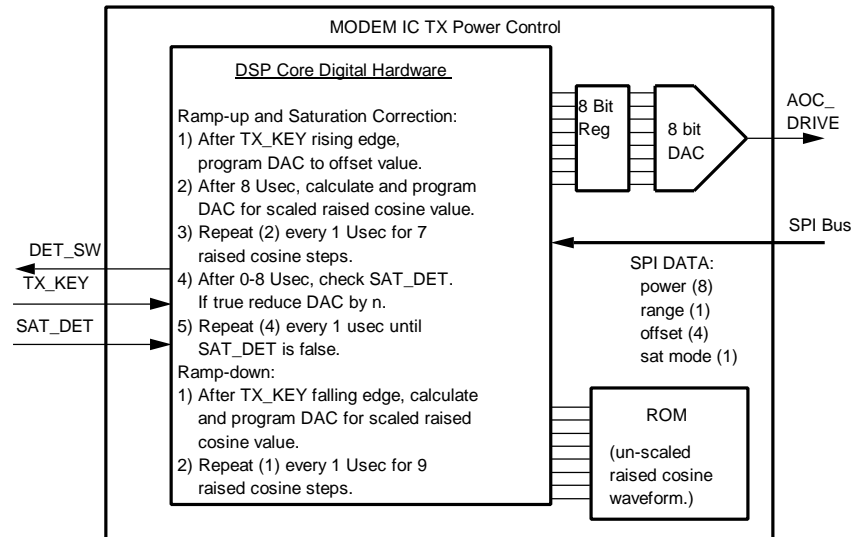 MODEM IC TX Power Control
DSP Core Digital Hardware
Ramp-up and Saturation Correction:
1) After TX_KEY rising edge,
program DAC to offset value.
2) After 8 Usec, calculate and program
DAC for scaled raised cosine value.
3) Repeat (2) every 1 Usec for 7
raised cosine steps.
4) After 0-8 Usec, check SAT_DET.
If true reduce DAC by n.
5) Repeat (4) every 1 usec until
SAT_DET is false.
Ramp-down:
1) After TX_KEY falling edge, calculate
and program DAC for scaled raised
cosine value.
2) Repeat (1) every 1 Usec for 9
raised cosine steps.
DET_SW
TX_KEY
SAT_DET
8 Bit
Reg
8 bit
DAC
AOC_
DRIVE
SPI Bus
SPI DATA:
power (8)
range (1)
offset (4)
sat mode (1)
ROM
(un-scaled
raised cosine
waveform.)